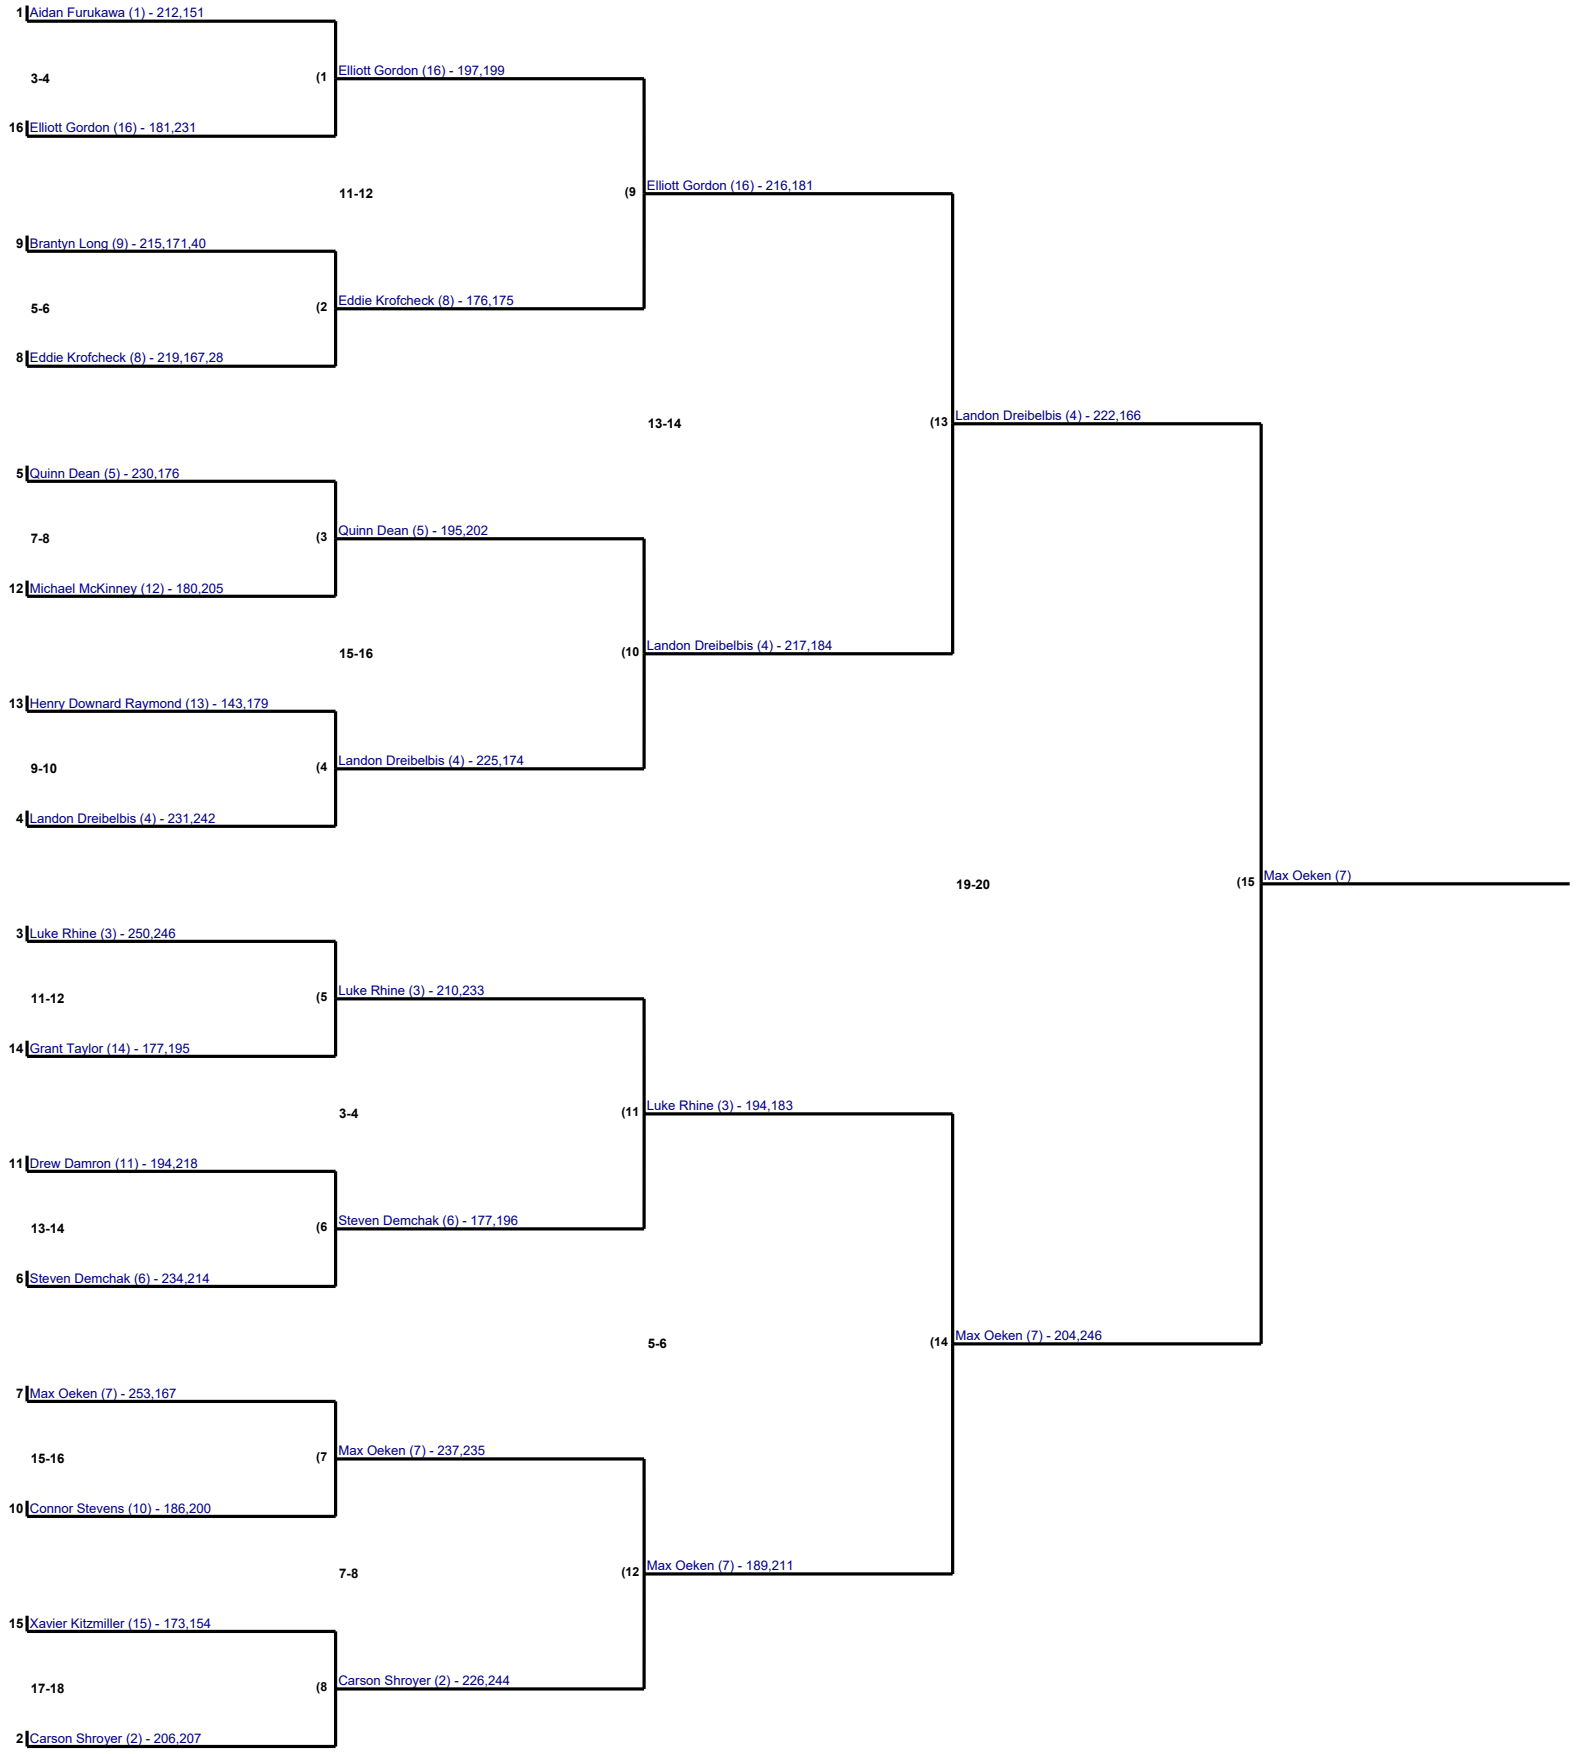 1 Aidan Furukawa (1) - 212,151
3-4 (1 Elliott Gordon (16) - 197,199
16 Elliott Gordon (16) - 181,231
11-12 (9 Elliott Gordon (16) - 216,181
9 Brantyn Long (9) - 215,171,40
5-6 (2 Eddie Krofcheck (8) - 176,175
8 Eddie Krofcheck (8) - 219,167,28
13-14 (13 Landon Dreibelbis (4) - 222,166
5 Quinn Dean (5) - 230,176
7-8 (3 Quinn Dean (5) - 195,202
12 Michael McKinney (12) - 180,205
15-16 (10 Landon Dreibelbis (4) - 217,184
13 Henry Downard Raymond (13) - 143,179
9-10 (4 Landon Dreibelbis (4) - 225,174
4 Landon Dreibelbis (4) - 231,242
19-20 (15 Max Oeken (7)
3 Luke Rhine (3) - 250,246
11-12 (5 Luke Rhine (3) - 210,233
14 Grant Taylor (14) - 177,195
3-4 (11 Luke Rhine (3) - 194,183
11 Drew Damron (11) - 194,218
13-14 (6 Steven Demchak (6) - 177,196
6 Steven Demchak (6) - 234,214
5-6 (14 Max Oeken (7) - 204,246
7 Max Oeken (7) - 253,167
15-16 (7 Max Oeken (7) - 237,235
10 Connor Stevens (10) - 186,200
7-8 (12 Max Oeken (7) - 189,211
15 Xavier Kitzmiller (15) - 173,154
17-18 (8 Carson Shroyer (2) - 226,244
2 Carson Shroyer (2) - 206,207